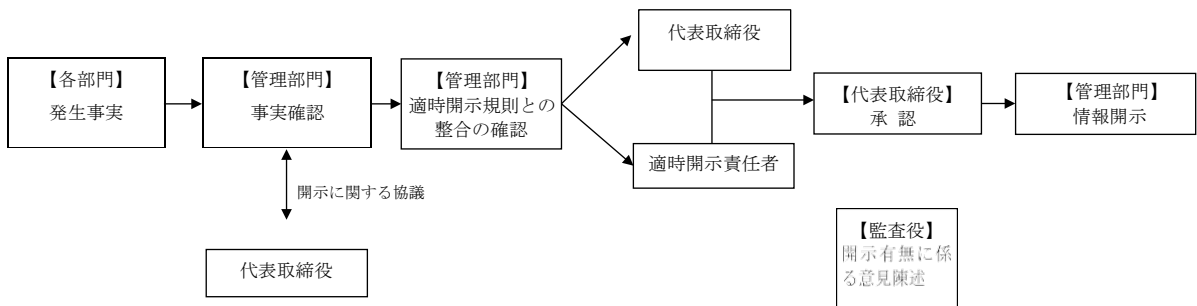 【各部門】
発生事実
【管理部門】
事実確認
【管理部門】
適時開示規則との
整合の確認
代表取締役
適時開示責任者
【代表取締役】
承 認
【管理部門】
情報開示
開示に関する協議
代表取締役
【監査役】
開示有無に係
る意見陳述